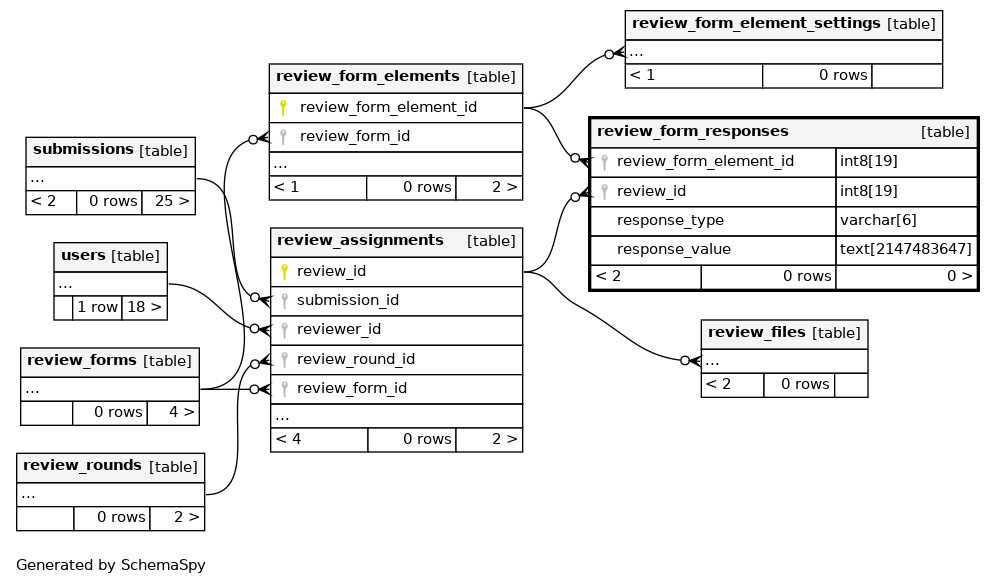 review_form_element_settings [table]
...
< 1 0 rows
review_form_elements [table]
review_form_element_id
review_form_id
...
< 1 0 rows 2 >
review_form_responses [table]
review_form_element_id int8[19]
review_id int8[19]
response_type varchar[6]
response_value text[2147483647]
< 2 0 rows 0 >
submissions [table]
...
< 2 0 rows 25 >
users [table]
...
1 row 18 >
review_assignments [table]
review_id
submission_id
reviewer_id
review_round_id
review_form_id
...
< 4 0 rows 2 >
review_files [table]
...
< 2 0 rows
review_forms [table]
...
0 rows 4 >
review_rounds [table]
...
0 rows 2 >
Generated by SchemaSpy